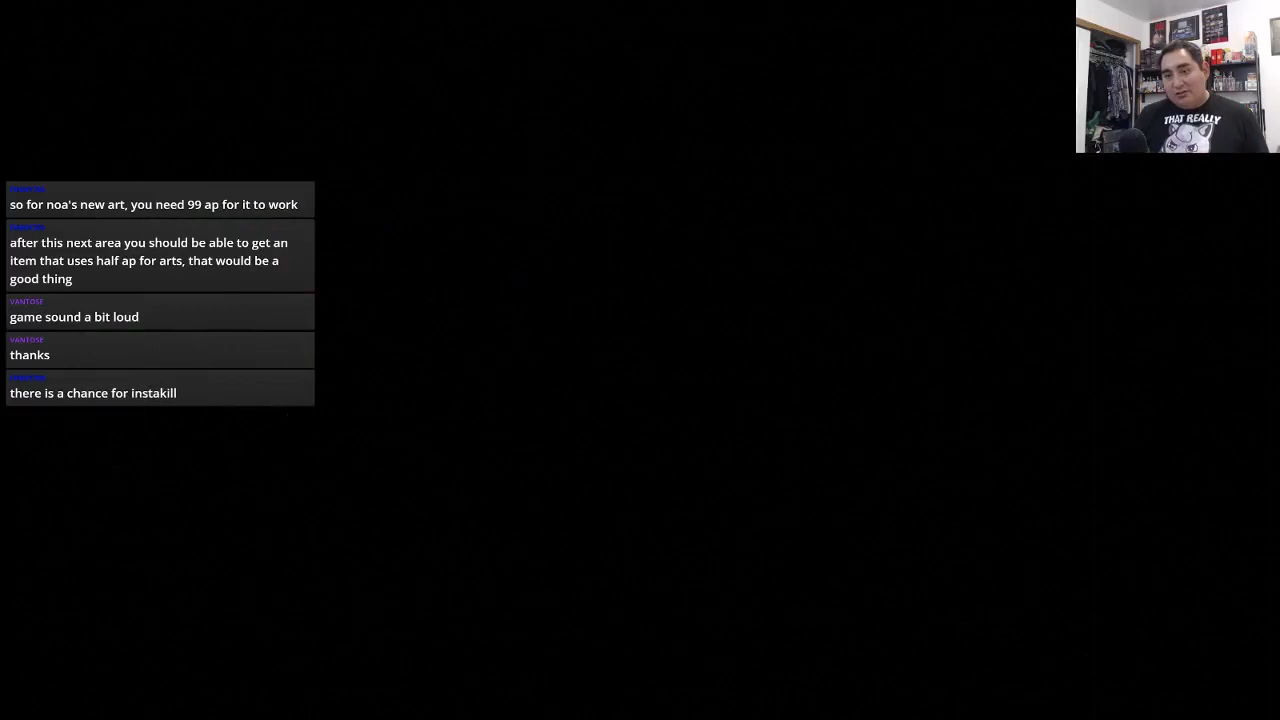 so for noa's new art, you need 99 ap for it to work
after this next area you should be able to get an
item that uses half ap for arts, that would be a
good thing
VANTOSE
game sound a bit loud
VANTOSE
thanks
there is a chance for instakill
THAT REALLY